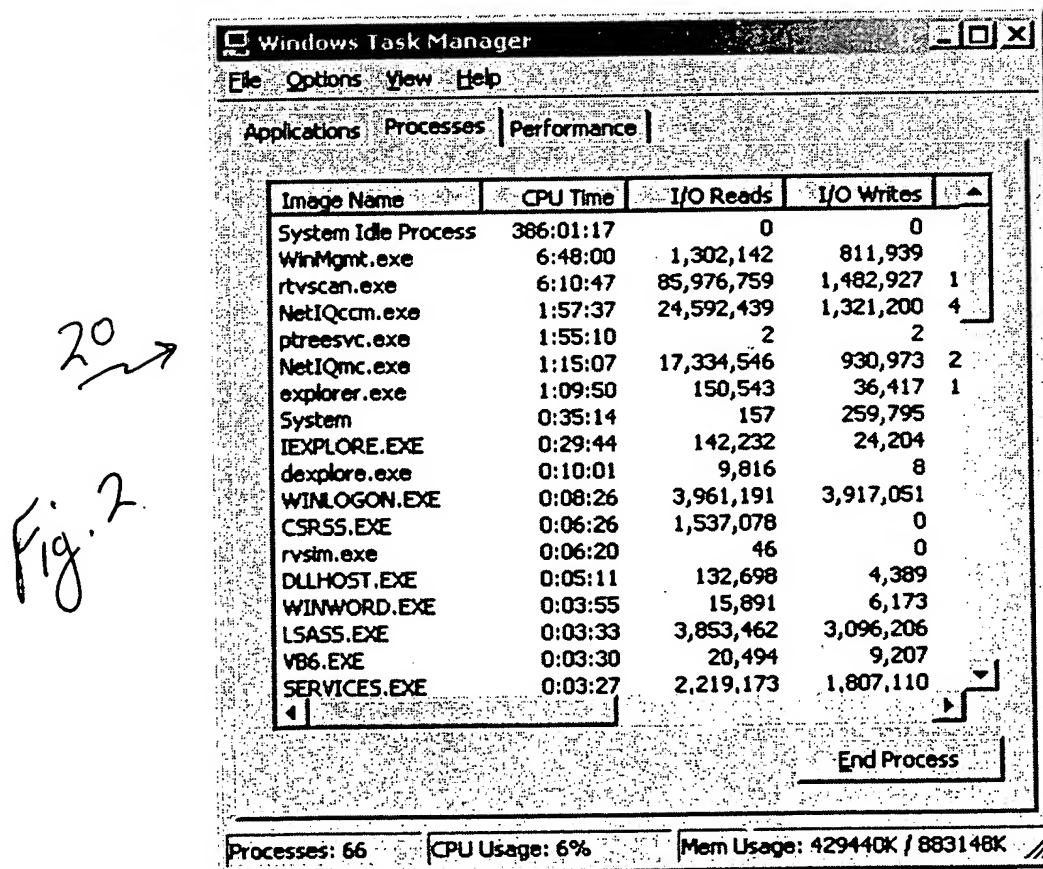 Windows Task Manager
File Options View Help
Applications Processes Performance
Image Name CPU Time I/O Reads I/O Writes
System Idle Process 386:01:17 0 0
WinMgmt.exe 6:48:00 1,302,142 811,939
rtvscan.exe 6:10:47 85,976,759 1,482,927 1
NetIQccm.exe 1:57:37 24,592,439 1,321,200 4
ptreesvc.exe 1:55:10 2 2
NetIQmc.exe 1:15:07 17,334,546 930,973 2
explorer.exe 1:09:50 150,543 36,417 1
System 0:35:14 157 259,795
IEXPLORE.EXE 0:29:44 142,232 24,204
dexplore.exe 0:10:01 9,816 8
WINLOGON.EXE 0:08:26 3,961,191 3,917,051
CSRSS.EXE 0:06:26 1,537,078 0
rvsim.exe 0:06:20 46 0
DLLHOST.EXE 0:05:11 132,698 4,389
WINWORD.EXE 0:03:55 15,891 6,173
LSASS.EXE 0:03:33 3,853,462 3,096,206
VB6.EXE 0:03:30 20,494 9,207
SERVICES.EXE 0:03:27 2,219,173 1,807,110
End Process
Processes: 66 CPU Usage: 6% Mem Usage: 429440K / 883148K
20
Fig. 2.